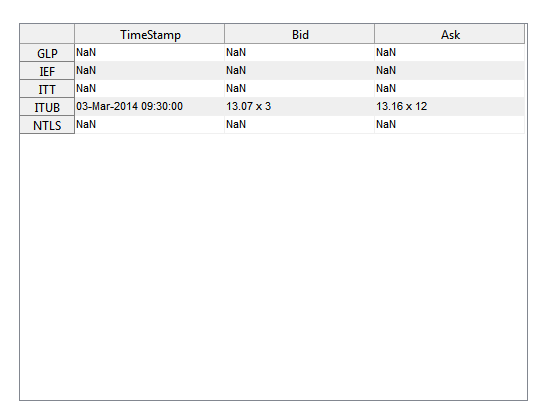 TimeStamp Bid Ask
GLP NaN NaN NaN
IEF NaN NaN NaN
ITT NaN NaN NaN
ITUB 03-Mar-2014 09:30:00 13.07 x 3 13.16 x 12
NTLS NaN NaN NaN